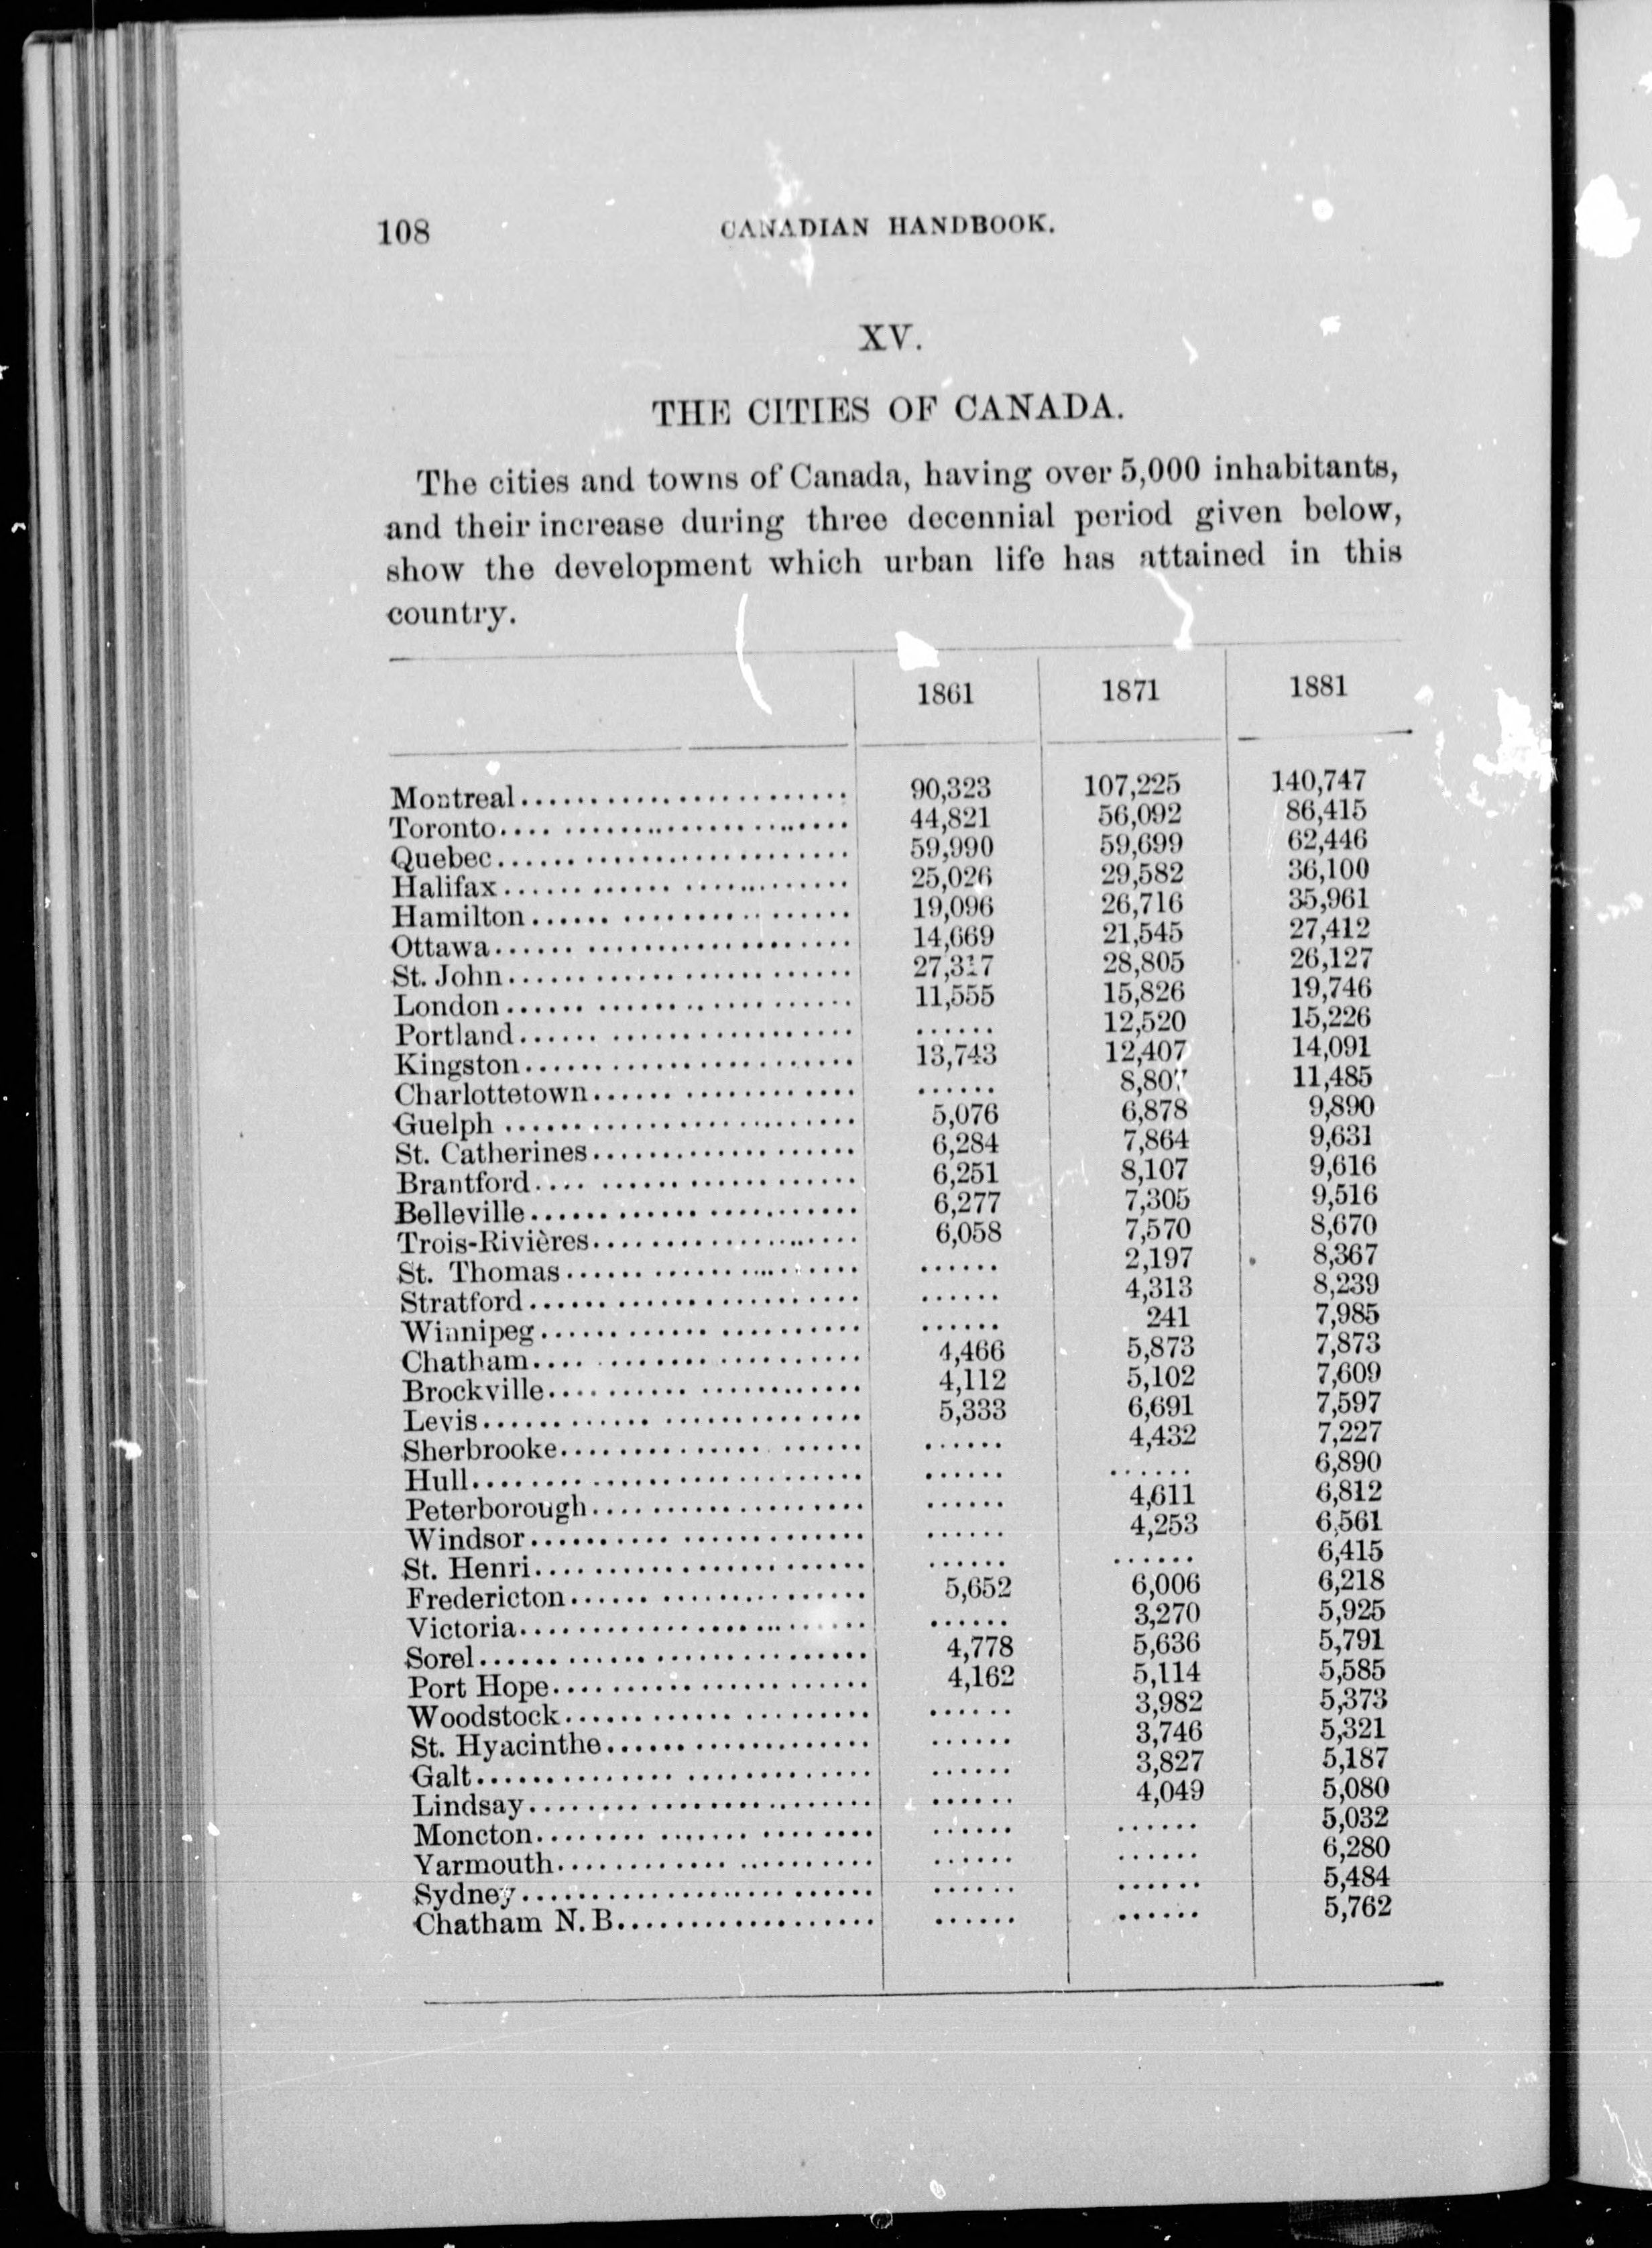 108 CANADIAN HANDBOOK.
XV.
THE CITIES OF CANADA.
The cities and towns of Canada, having over 5,000 inhabitants,
and their increase during three decennial period given below,
show the development which urban life has attained in this
country.
1861 1871 1881
Montreal 90,323 107,225 140,747
Toronto 44,821 56,092 86,415
Quebec 59,990 59,699 62,446
Halifax 25,026 29,582 36,100
Hamilton 19,096 26,716 35,961
Ottawa 14,669 21,545 27,412
St. John 27,317 28,805 26,127
London 11,555 15,826 19,746
Portland ...... 12,520 15,226
Kingston 13,743 12,407 14,091
Charlottetown ...... 8,807 11,485
Guelph 5,076 6,878 9,890
St. Catherines 6,284 7,864 9,631
Brantford 6,251 8,107 9,616
Belleville 6,277 7,305 9,516
Trois-Rivières 6,058 7,570 8,670
St. Thomas ...... 2,197 8,367
Stratford ...... 4,313 8,239
Winnipeg ...... 241 7,985
Chatham 4,466 5,873 7,873
Brockville 4,112 5,102 7,609
Levis 5,333 6,691 7,597
Sherbrooke ...... 4,432 7,227
Hull ...... ...... 6,890
Peterborough ...... 4,611 6,812
Windsor ...... 4,253 6,561
St. Henri ...... ...... 6,415
Fredericton 5,652 6,006 6,218
Victoria ...... 3,270 5,925
Sorel 4,778 5,636 5,791
Port Hope 4,162 5,114 5,585
Woodstock ...... 3,982 5,373
St. Hyacinthe ...... 3,746 5,321
Galt ...... 3,827 5,187
Lindsay ...... 4,049 5,080
Moncton ...... ...... 5,032
Yarmouth ...... ...... 6,280
Sydney ...... ...... 5,484
Chatham N. B. ...... ...... 5,762